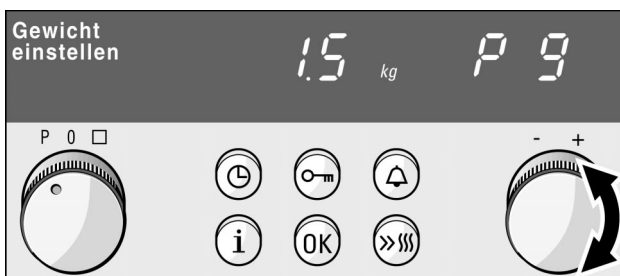 Gewicht
einstellen
1.5 kg P 9
P 0 □ - +
i OK »